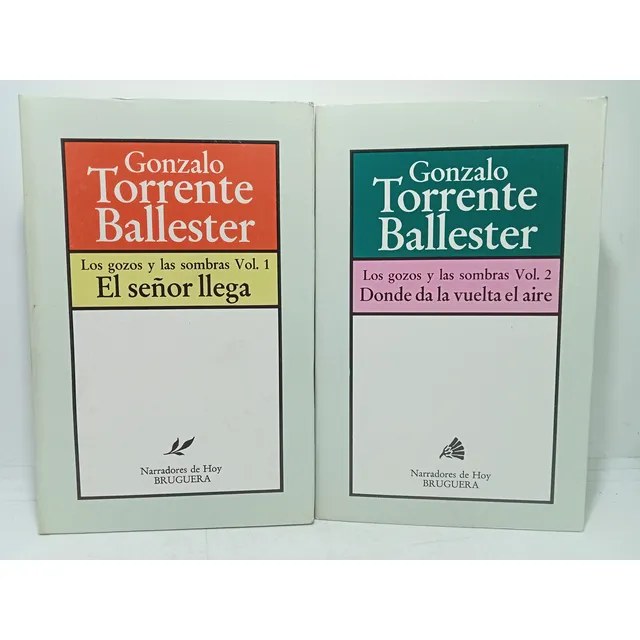 Gonzalo
Torrente
Ballester
Los gozos y las sombras Vol. 1
El señor llega
Narradores de Hoy
BRUGUERA
Gonzalo
Torrente
Ballester
Los gozos y las sombras Vol. 2
Donde da la vuelta el aire
Narradores de Hoy
BRUGUERA